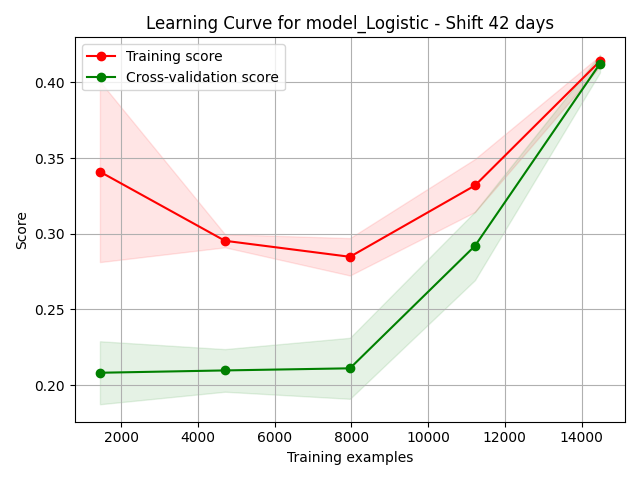 Learning Curve for model_Logistic - Shift 42 days
Training score
Cross-validation score
0.40
0.35
0.30
0.25
0.20
Score
2000 4000 6000 8000 10000 12000 14000
Training examples